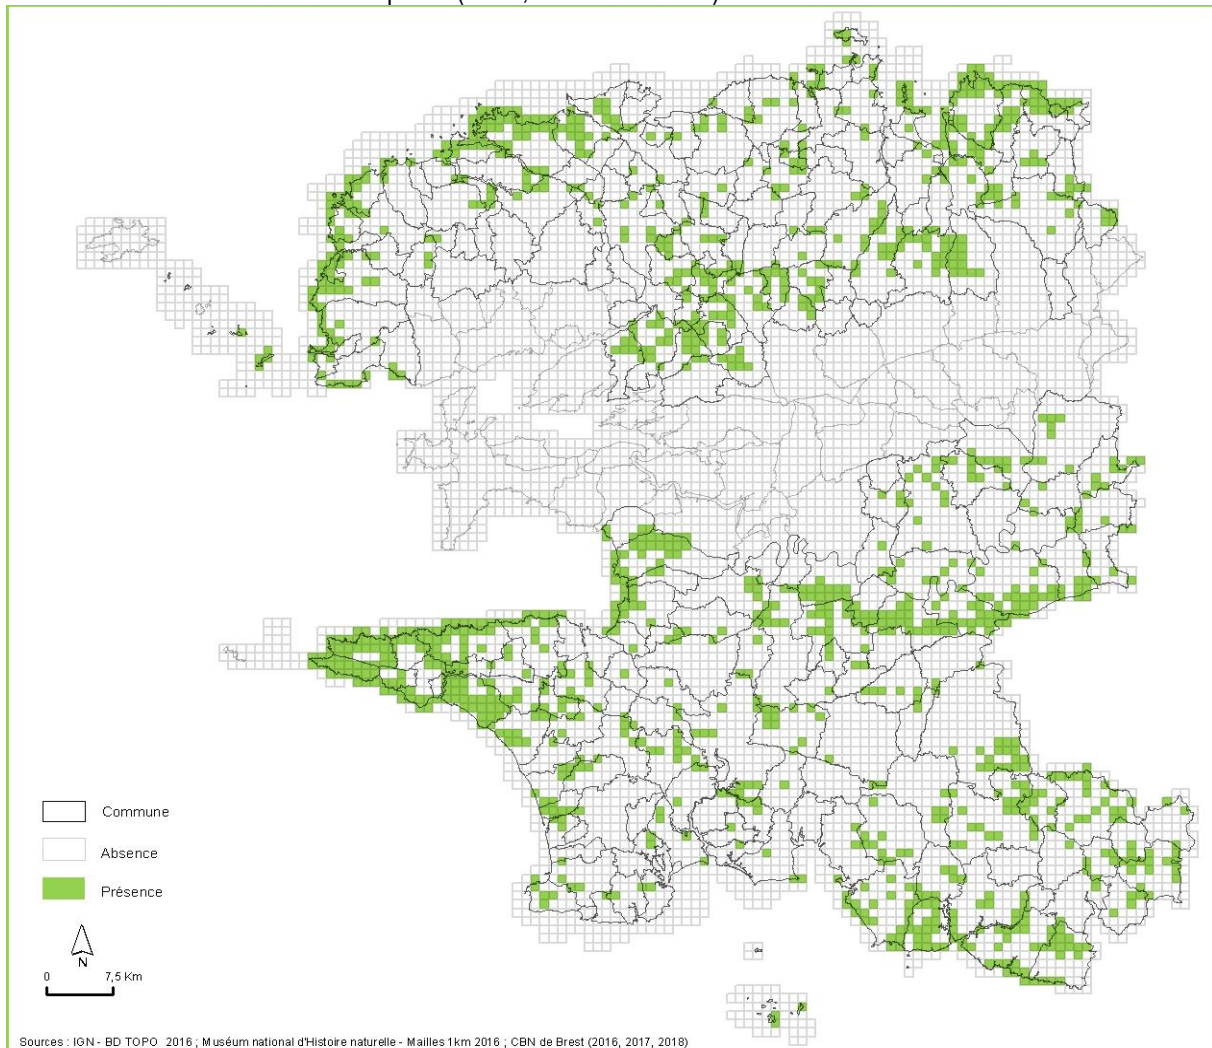 Commune
Absence
Présence
N
0 7,5 Km
Sources : IGN - BD TOPO 2016 ; Muséum national d'Histoire naturelle - Mailles 1km 2016 ; CBN de Brest (2016, 2017, 2018)